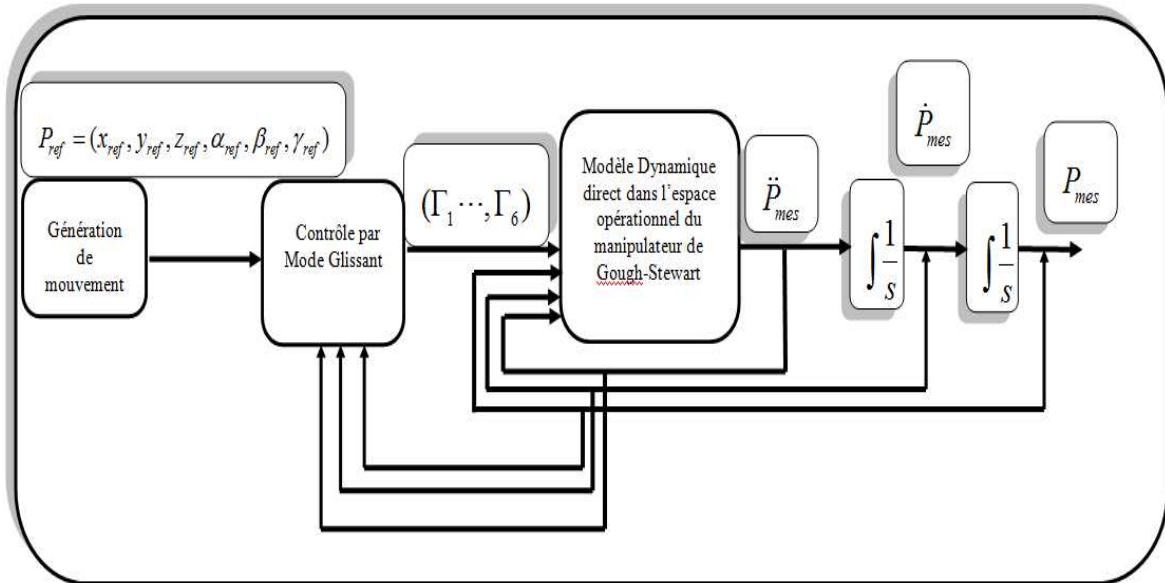 P_ref = (x_ref, y_ref, z_ref, α_ref, β_ref, γ_ref)
Génération
de
mouvement
Contrôle par
Mode Glissant
(Γ_1 ⋯, Γ_6)
Modèle Dynamique
direct dans l'espace
opérationnel du
manipulateur de
Gough-Stewart
P̈_mes
Ṗ_mes
P_mes
∫ 1/s
∫ 1/s